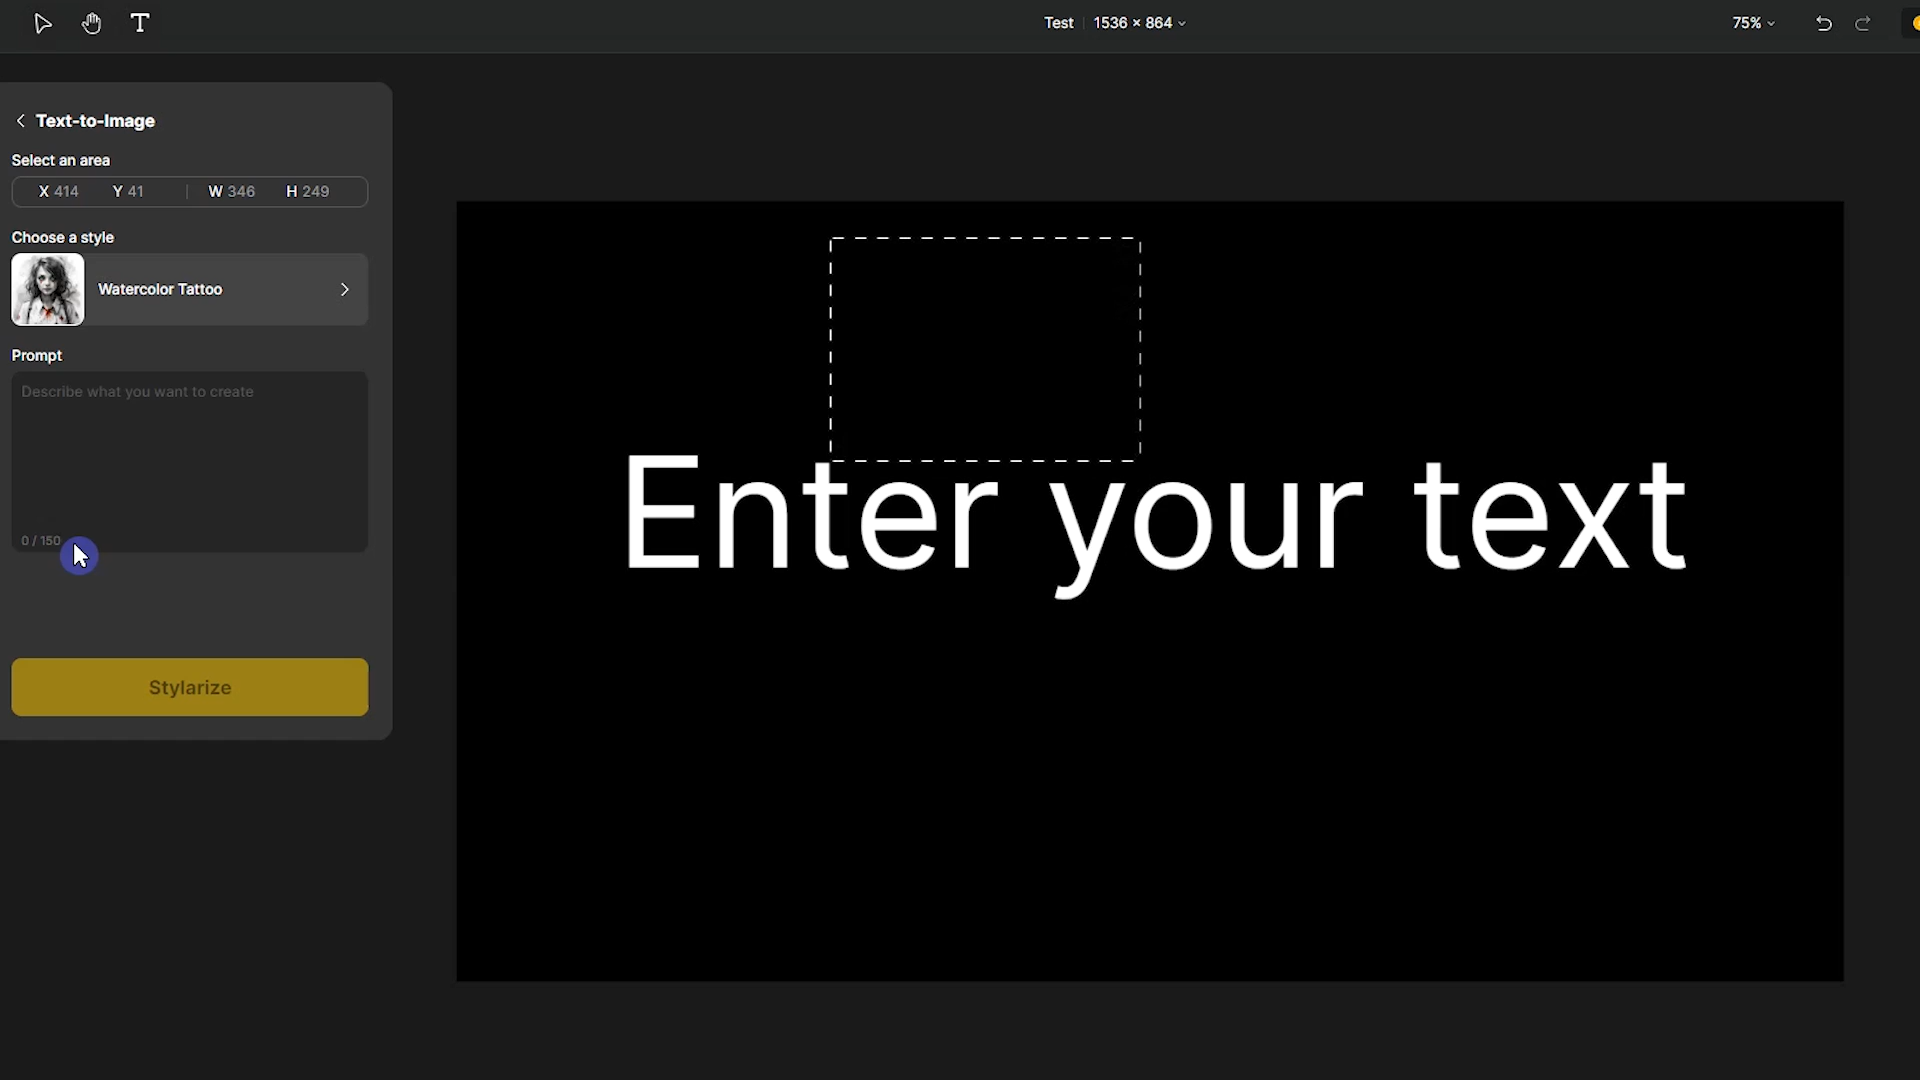 T Test 1536 × 864 75%
Text-to-Image
Select an area
X 414 Y 41 W 346 H 249
Choose a style
Watercolor Tattoo
Prompt
Describe what you want to create
0 / 150
Stylarize
Enter your text